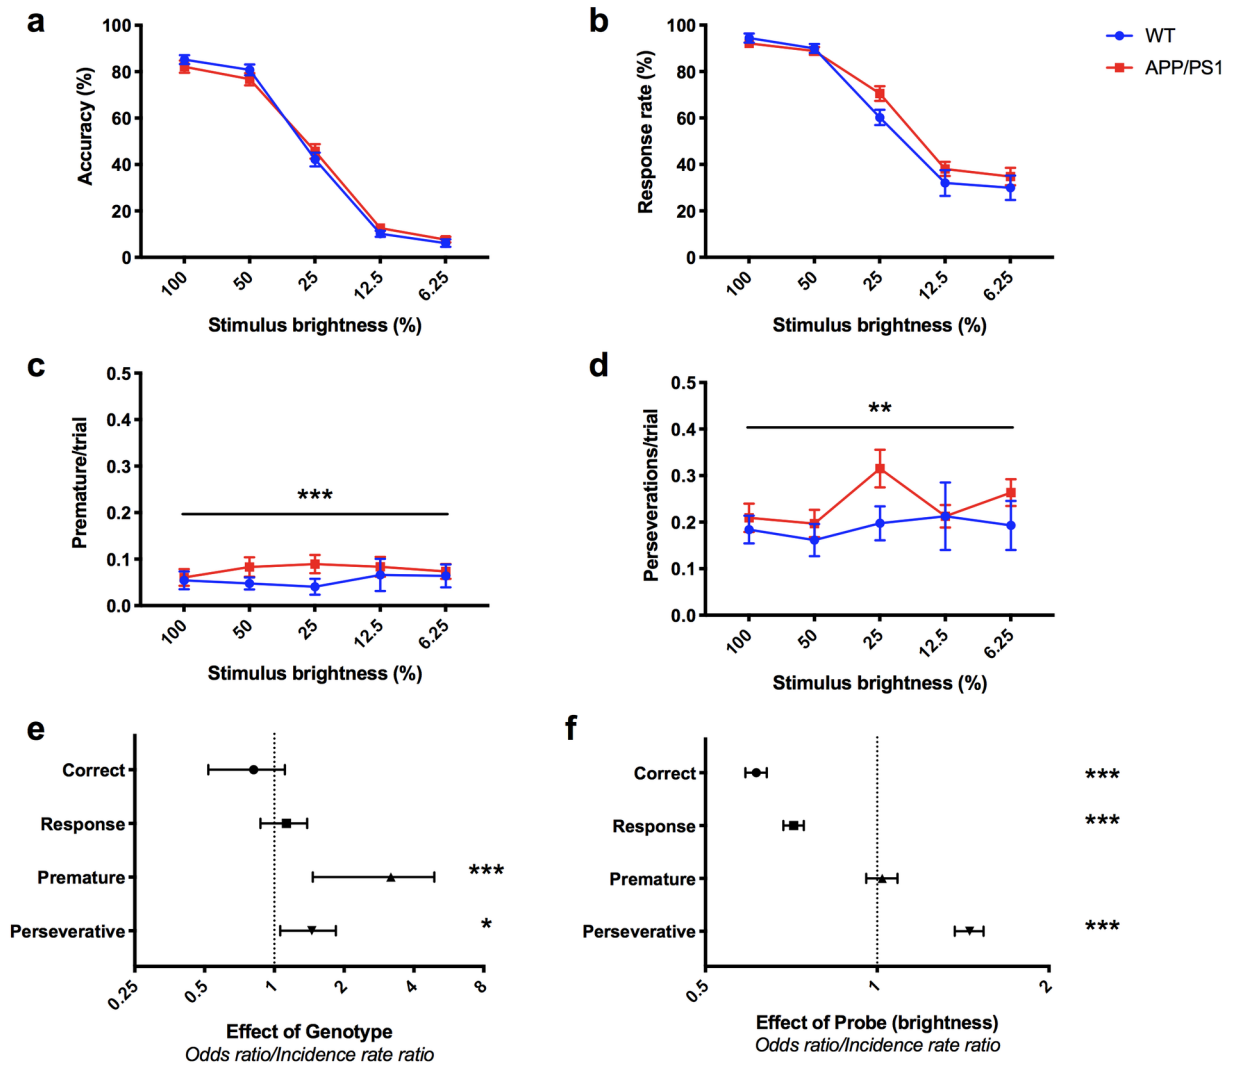 a
100
80
60
40
20
0
Accuracy (%)
100
50
25
12.5
6.25
Stimulus brightness (%)
b
100
80
60
40
20
0
Response rate (%)
100
50
25
12.5
6.25
Stimulus brightness (%)
WT
APP/PS1
c
0.5
0.4
0.3
0.2
0.1
0.0
Premature/trial
***
100
50
25
12.5
6.25
Stimulus brightness (%)
d
0.5
0.4
0.3
0.2
0.1
0.0
Perseverations/trial
**
100
50
25
12.5
6.25
Stimulus brightness (%)
e
Correct
Response
Premature
***
Perseverative
*
0.25
0.5
1
2
4
8
Effect of Genotype
Odds ratio/Incidence rate ratio
f
Correct
***
Response
***
Premature
Perseverative
***
0.5
1
2
Effect of Probe (brightness)
Odds ratio/Incidence rate ratio